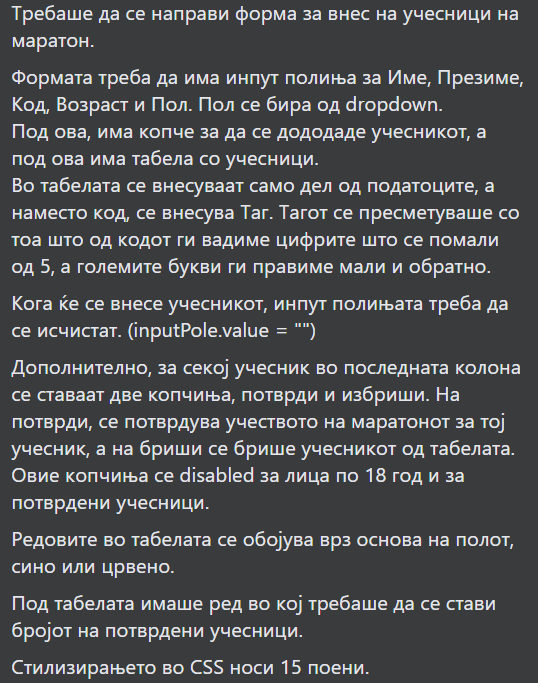 Требаше да се направи форма за внес на учесници на
маратон.
Формата треба да има инпут полиња за Име, Презиме,
Код, Возраст и Пол. Пол се бира од dropdown.
Под ова, има копче за да се дододаде учесникот, а
под ова има табела со учесници.
Во табелата се внесуваат само дел од податоците, а
наместо код, се внесува Таг. Тагот се пресметуваше со
тоа што од кодот ги вадиме цифрите што се помали
од 5, а големите букви ги правиме мали и обратно.
Кога ќе се внесе учесникот, инпут полињата треба да
се исчистат. (inputPole.value = "")
Дополнително, за секој учесник во последната колона
се ставаат две копчиња, потврди и избриши. На
потврди, се потврдува учеството на маратонот за тој
учесник, а на бриши се брише учесникот од табелата.
Овие копчиња се disabled за лица по 18 год и за
потврдени учесници.
Редовите во табелата се обојува врз основа на полот,
сино или црвено.
Под табелата имаше ред во кој требаше да се стави
бројот на потврдени учесници.
Стилизирањето во CSS носи 15 поени.